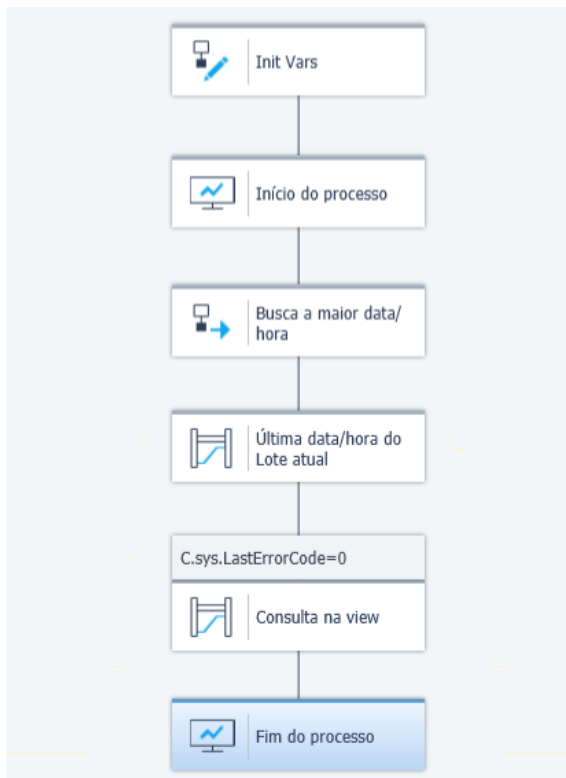 Init Vars
Início do processo
Busca a maior data/
hora
Última data/hora do
Lote atual
C.sys.LastErrorCode=0
Consulta na view
Fim do processo